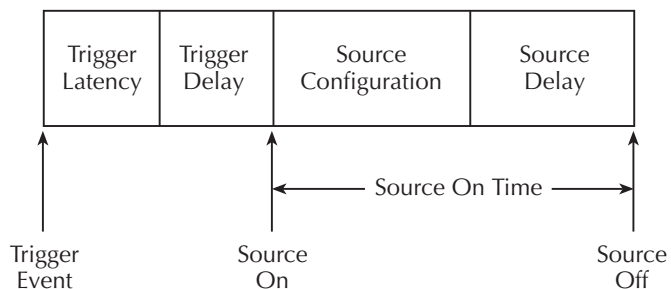 Trigger
Latency
Trigger
Delay
Source
Configuration
Source
Delay
Source On Time
Trigger
Event
Source
On
Source
Off